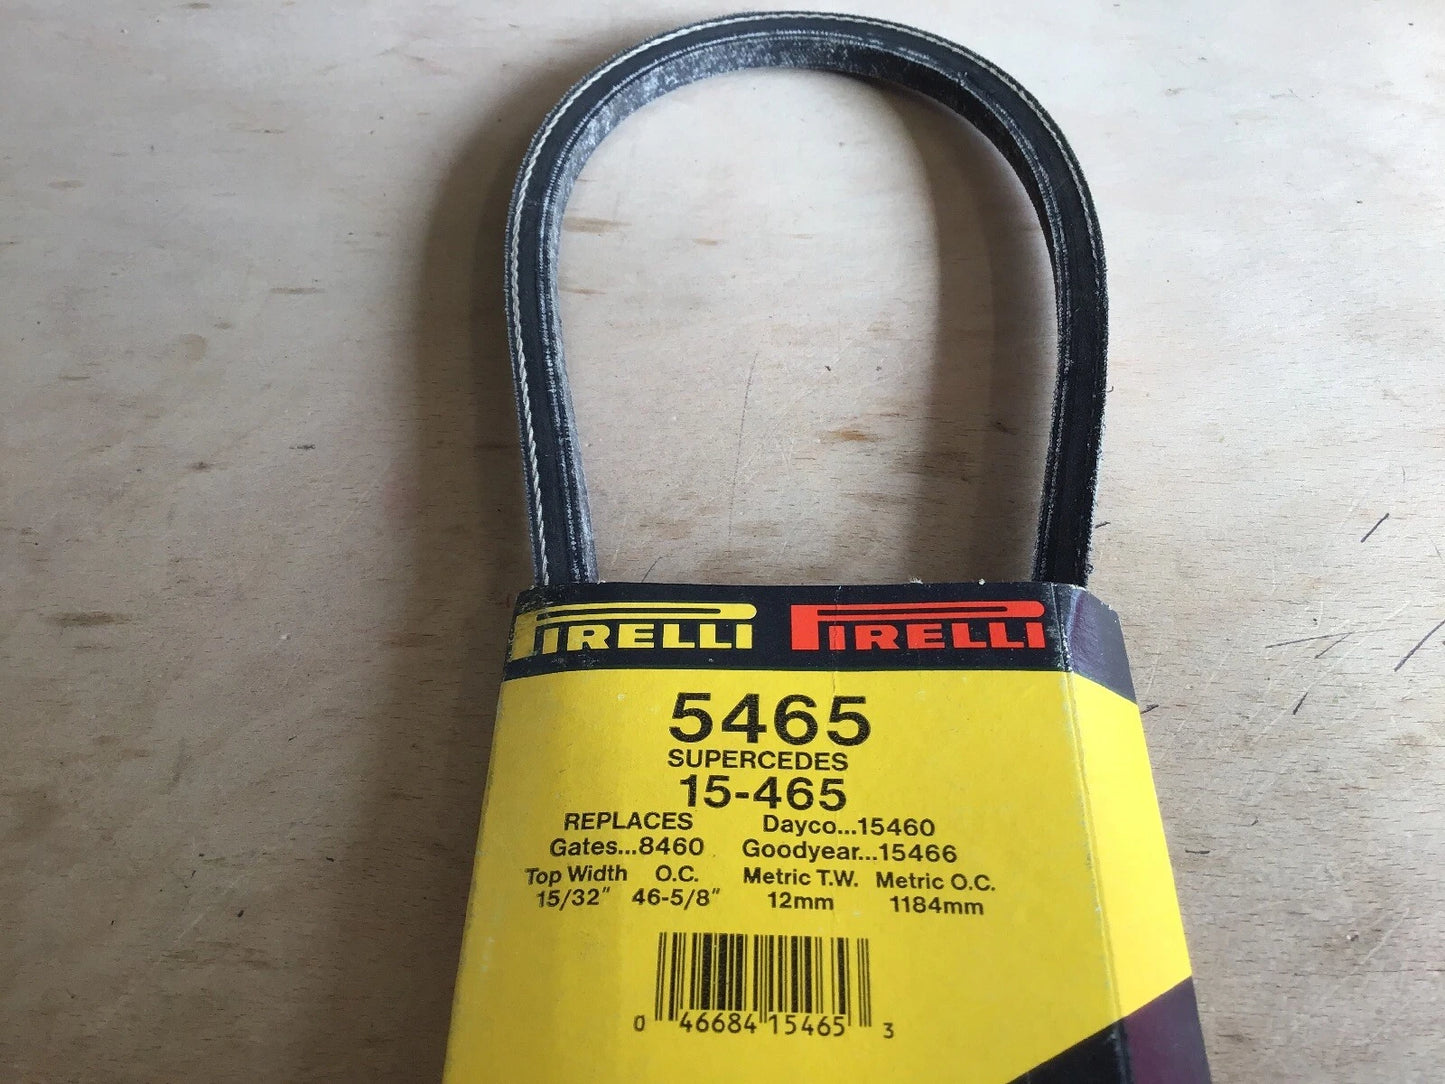 PIRELLI PIRELLI
5465
SUPERCEDES
15-465
REPLACES Dayco...15460
Gates...8460 Goodyear...15466
Top Width O.C. Metric T.W. Metric O.C.
15/32" 46-5/8" 12mm 1184mm
0 46684 15465 3